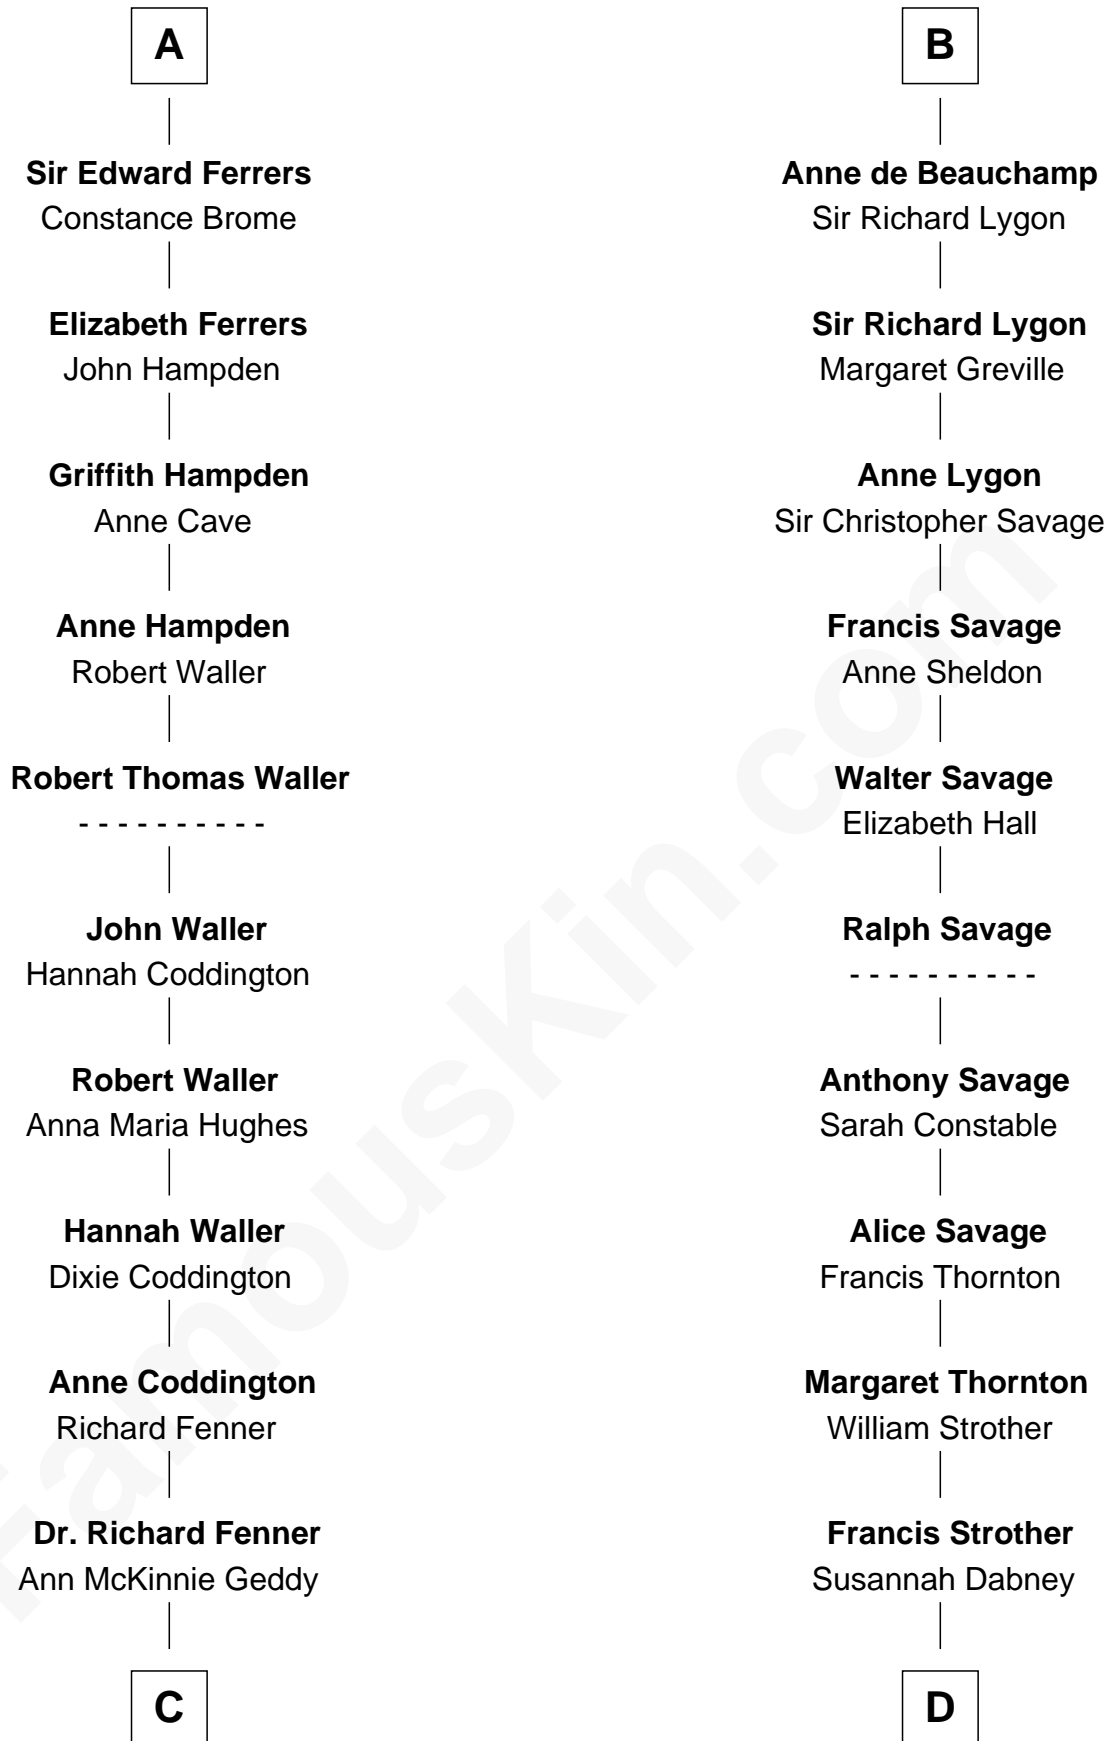 A
Sir Edward Ferrers
Constance Brome
Elizabeth Ferrers
John Hampden
Griffith Hampden
Anne Cave
Anne Hampden
Robert Waller
Robert Thomas Waller
- - - - - - - - - -
John Waller
Hannah Coddington
Robert Waller
Anna Maria Hughes
Hannah Waller
Dixie Coddington
Anne Coddington
Richard Fenner
Dr. Richard Fenner
Ann McKinnie Geddy
C
B
Anne de Beauchamp
Sir Richard Lygon
Sir Richard Lygon
Margaret Greville
Anne Lygon
Sir Christopher Savage
Francis Savage
Anne Sheldon
Walter Savage
Elizabeth Hall
Ralph Savage
- - - - - - - - - -
Anthony Savage
Sarah Constable
Alice Savage
Francis Thornton
Margaret Thornton
William Strother
Francis Strother
Susannah Dabney
D
FamousKin.com